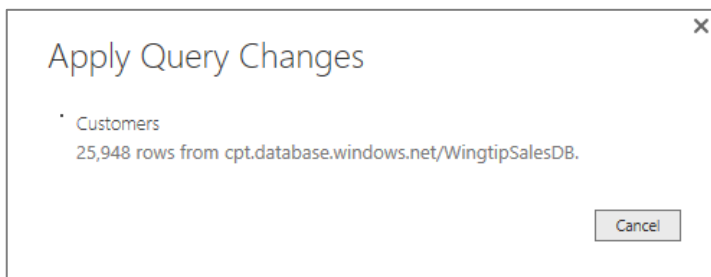 Apply Query Changes
Customers
25,948 rows from cpt.database.windows.net/WingtipSalesDB.
Cancel